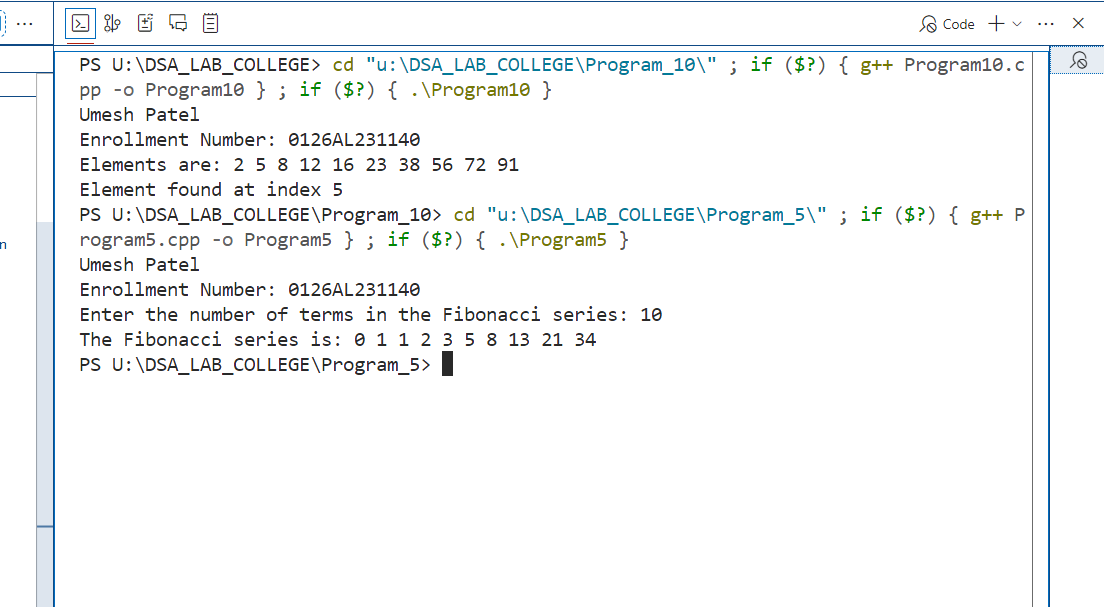 ···
Code
···
PS U:\DSA_LAB_COLLEGE> cd "u:\DSA_LAB_COLLEGE\Program_10\" ; if ($?) { g++ Program10.c
pp -o Program10 } ; if ($?) { .\Program10 }
Umesh Patel
Enrollment Number: 0126AL231140
Elements are: 2 5 8 12 16 23 38 56 72 91
Element found at index 5
PS U:\DSA_LAB_COLLEGE\Program_10> cd "u:\DSA_LAB_COLLEGE\Program_5\" ; if ($?) { g++ P
rogram5.cpp -o Program5 } ; if ($?) { .\Program5 }
n
Umesh Patel
Enrollment Number: 0126AL231140
Enter the number of terms in the Fibonacci series: 10
The Fibonacci series is: 0 1 1 2 3 5 8 13 21 34
PS U:\DSA_LAB_COLLEGE\Program_5>